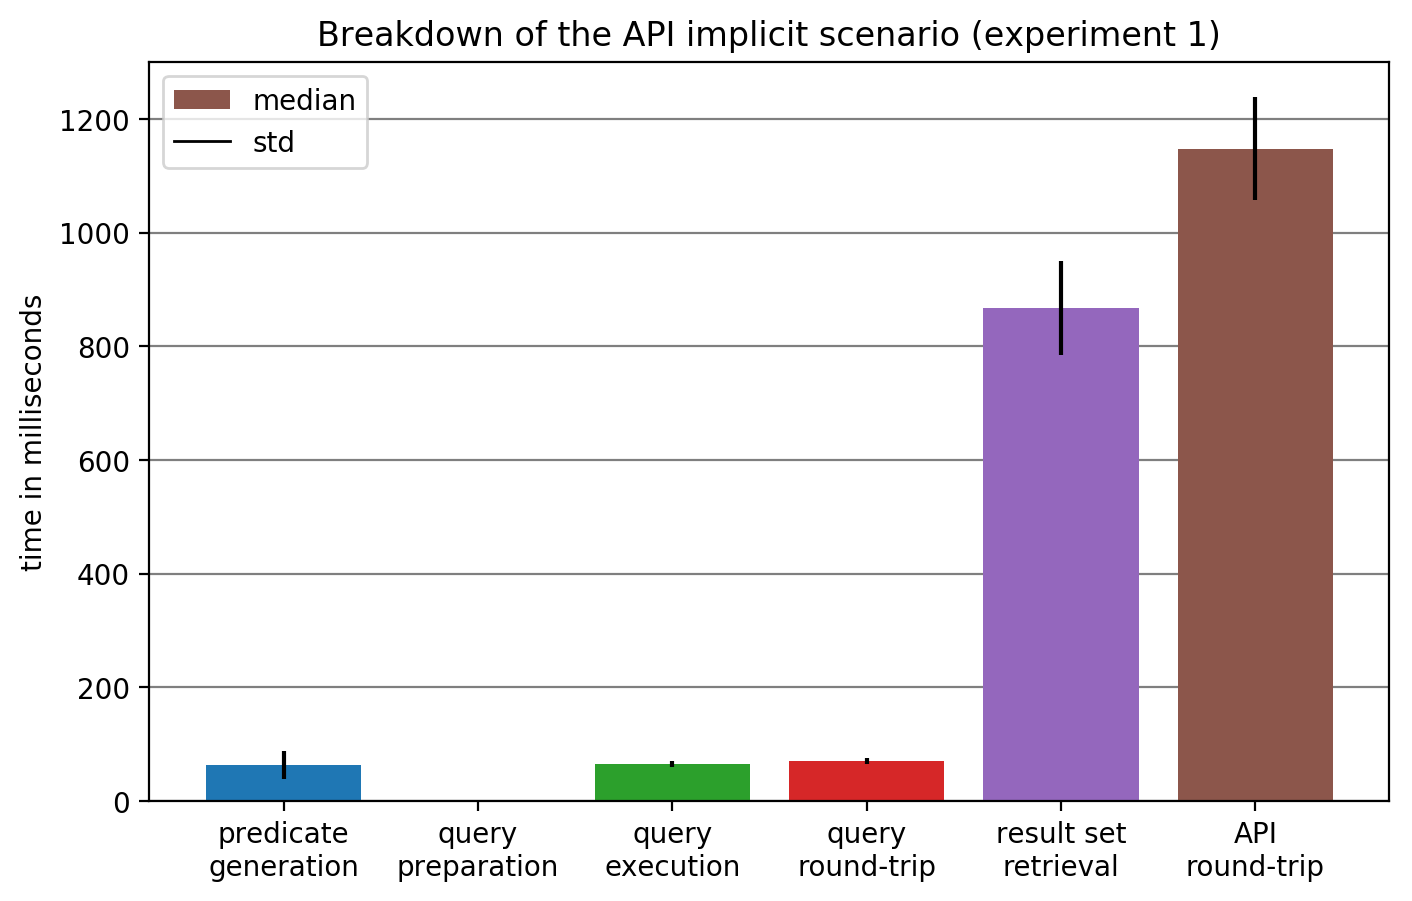 Breakdown of the API implicit scenario (experiment 1)
median
std
time in milliseconds
1200
1000
800
600
400
200
0
predicate
generation
query
preparation
query
execution
query
round-trip
result set
retrieval
API
round-trip